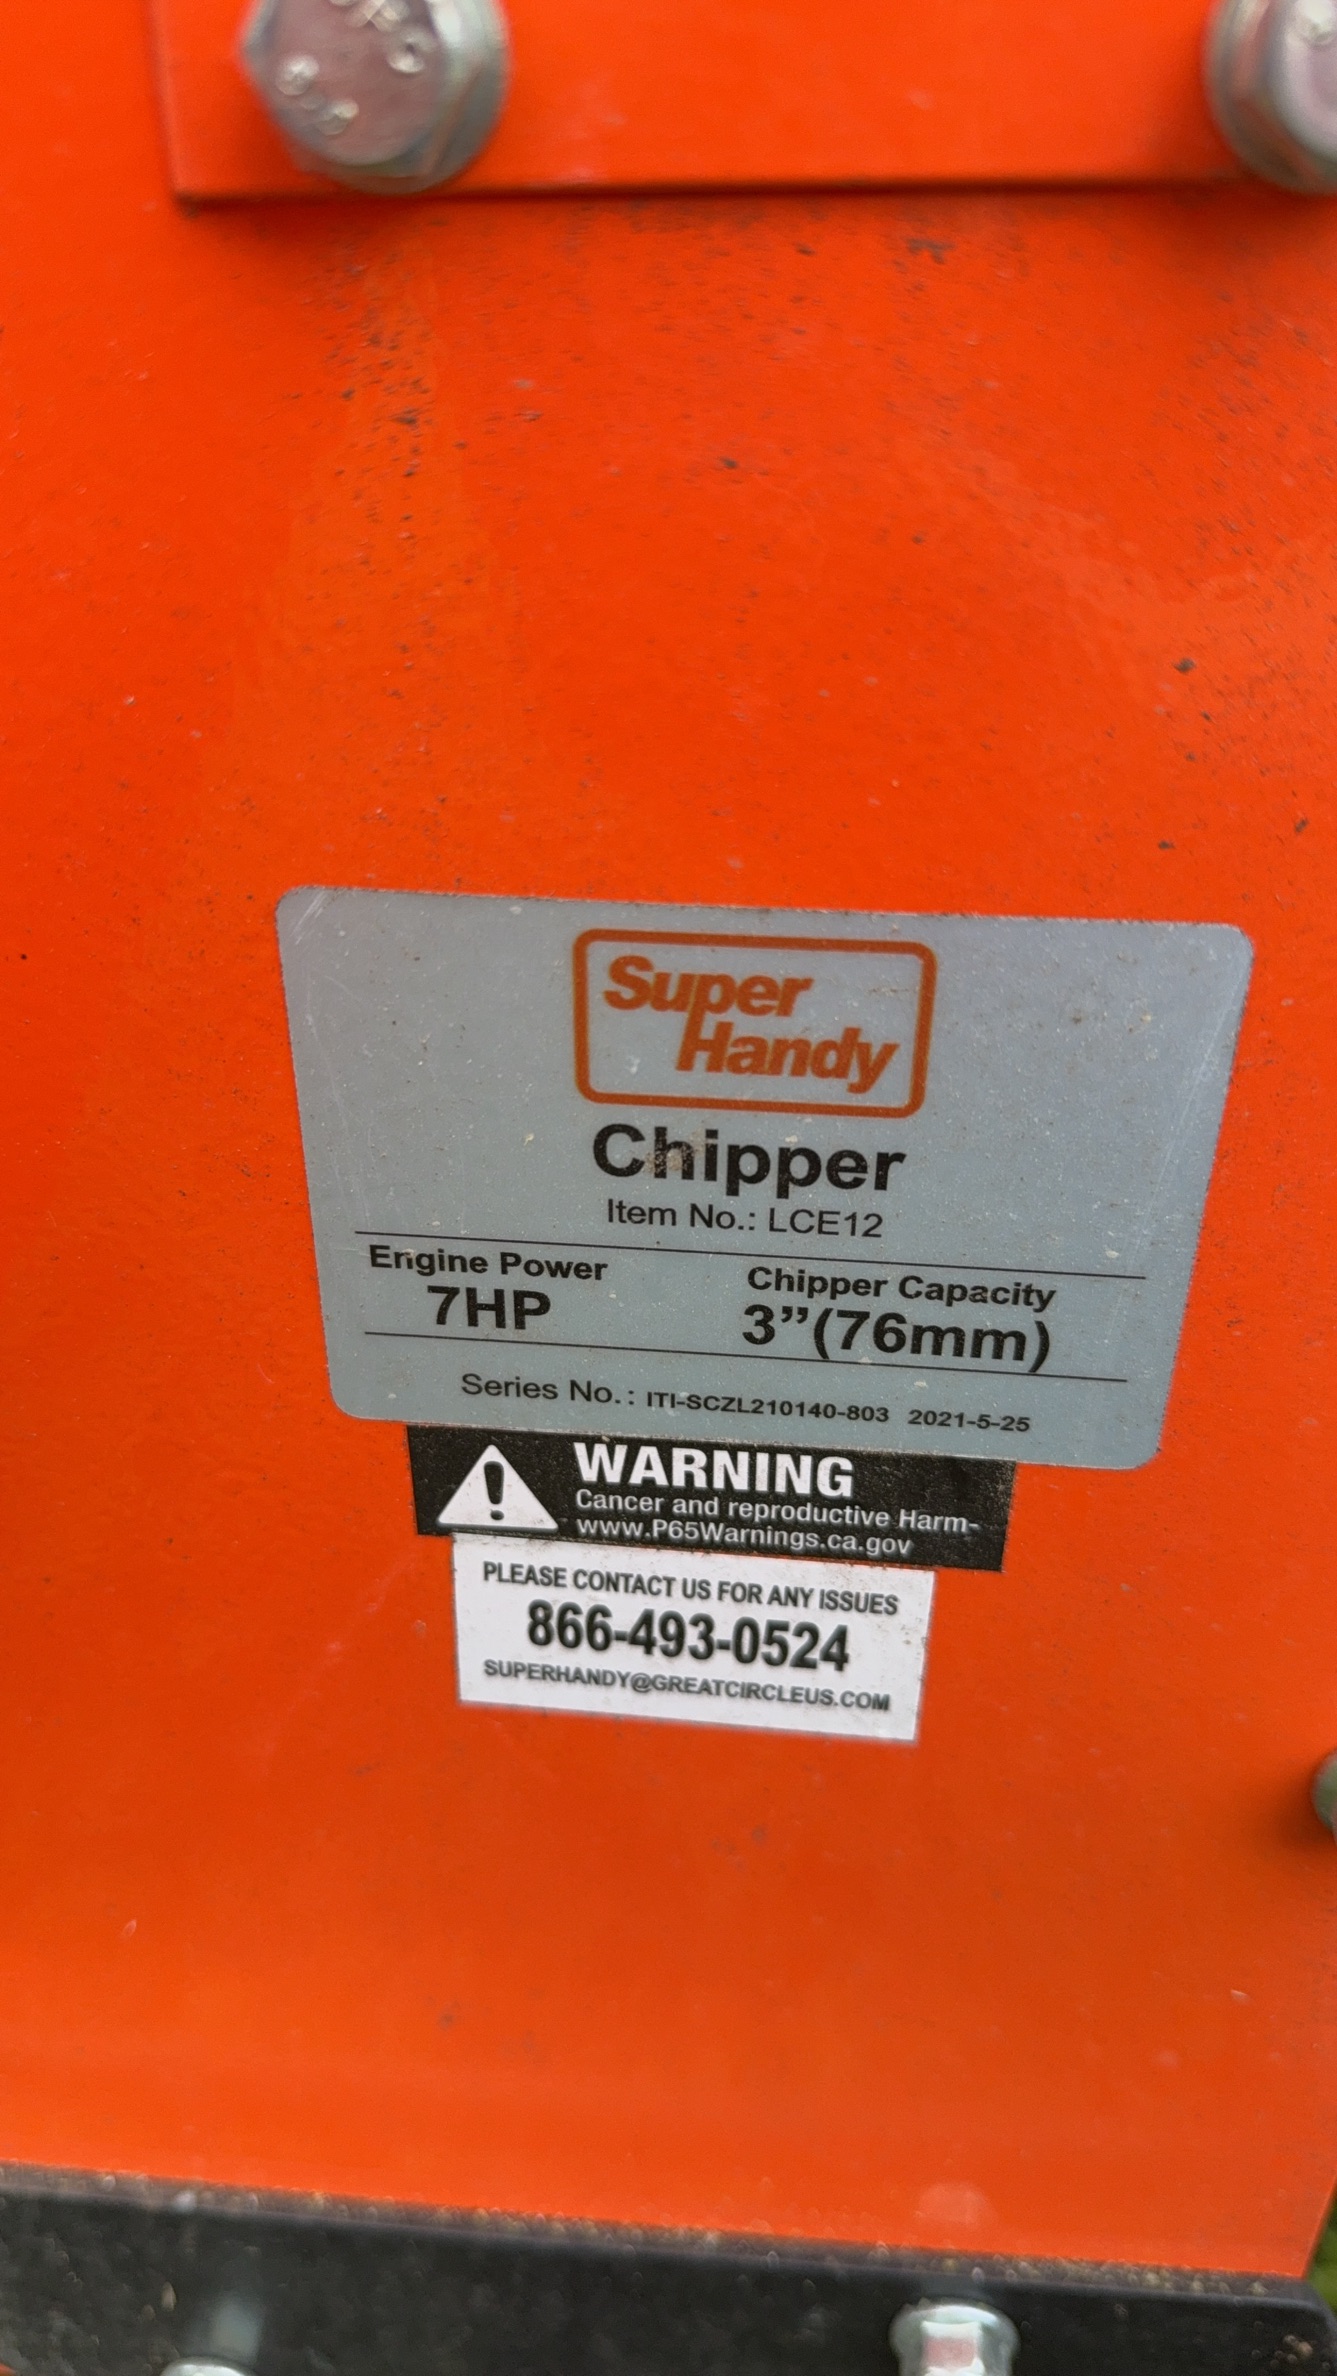 Super
Handy
Chipper
Item No.: LCE12
Engine Power
7HP
Chipper Capacity
3”(76mm)
Series No.: ITI-SCZL210140-803 2021-5-25
WARNING
Cancer and reproductive Harm-
www.P65Warnings.ca.gov
PLEASE CONTACT US FOR ANY ISSUES
866-493-0524
SUPERHANDY@GREATCIRCLEUS.COM